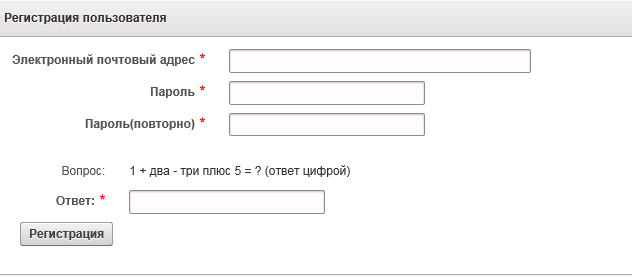 Регистрация пользователя
Электронный почтовый адрес *
Пароль *
Пароль(повторно) *
Вопрос: 1 + два - три плюс 5 = ? (ответ цифрой)
Ответ: *
Регистрация